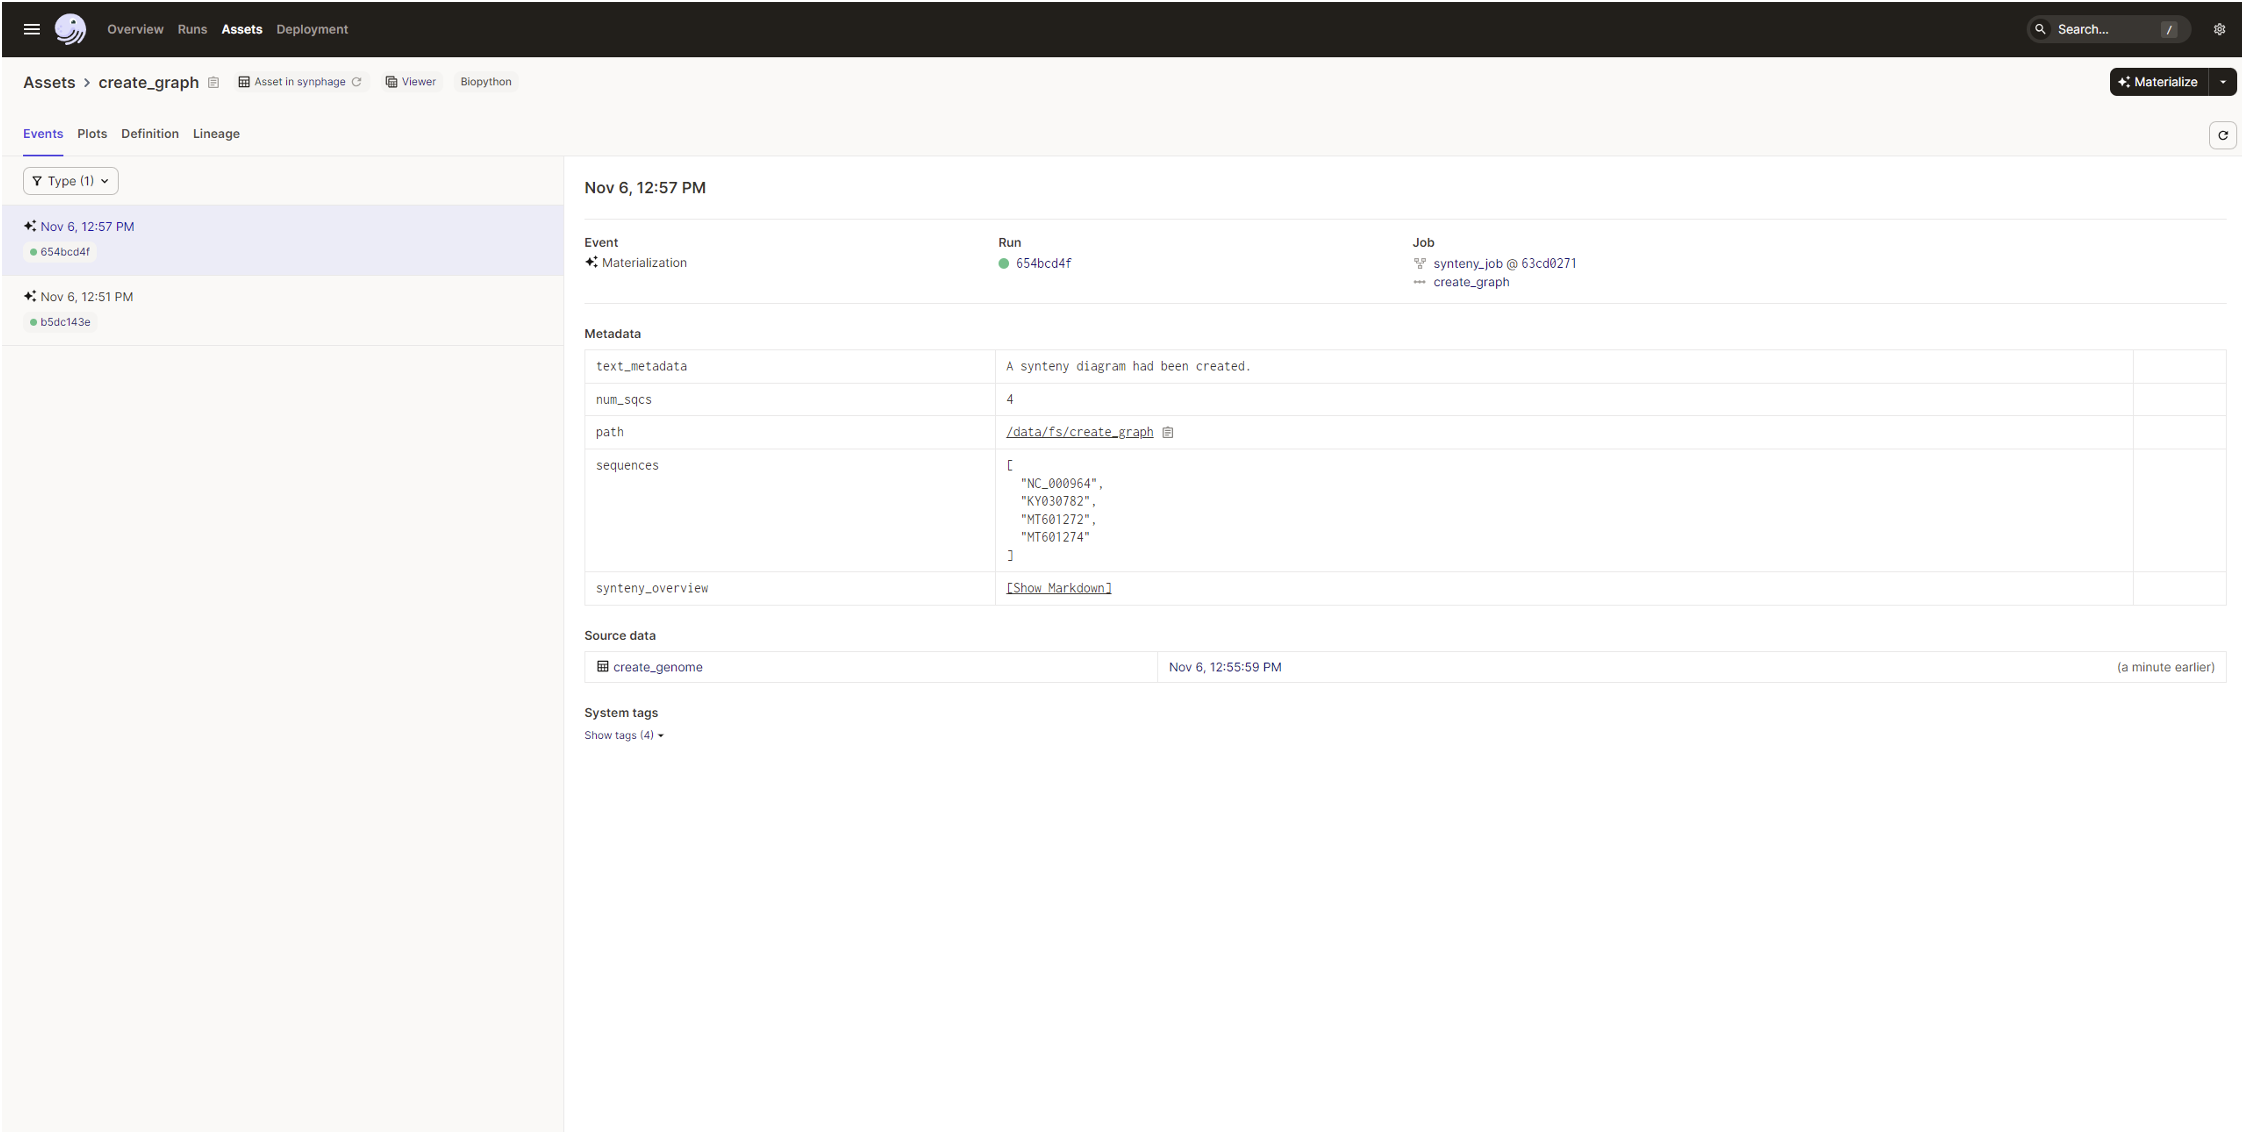 Overview Runs Assets Deployment
Search... /
Assets > create_graph Asset in synphage Viewer Biopython
Materialize
Events Plots Definition Lineage
Type (1)
Nov 6, 12:57 PM
654bcd4f
Nov 6, 12:51 PM
b5dc143e
Nov 6, 12:57 PM
Event Run Job
Materialization 654bcd4f synteny_job @ 63cd0271
create_graph
Metadata
text_metadata A synteny diagram had been created.
num_sqcs 4
path /data/fs/create_graph
sequences [
"NC_000964",
"KY030782",
"MT601272",
"MT601274"
]
synteny_overview [Show Markdown]
Source data
create_genome Nov 6, 12:55:59 PM (a minute earlier)
System tags
Show tags (4)